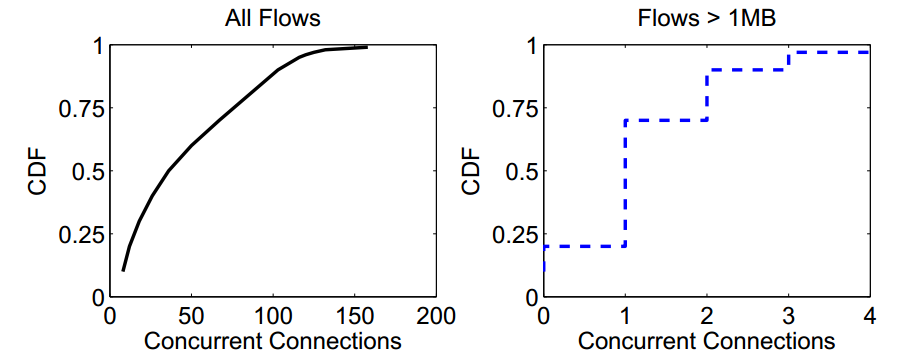 All Flows
1
0.75
0.5
0.25
0
CDF
0 50 100 150 200
Concurrent Connections
Flows > 1MB
1
0.75
0.5
0.25
0
CDF
0 1 2 3 4
Concurrent Connections